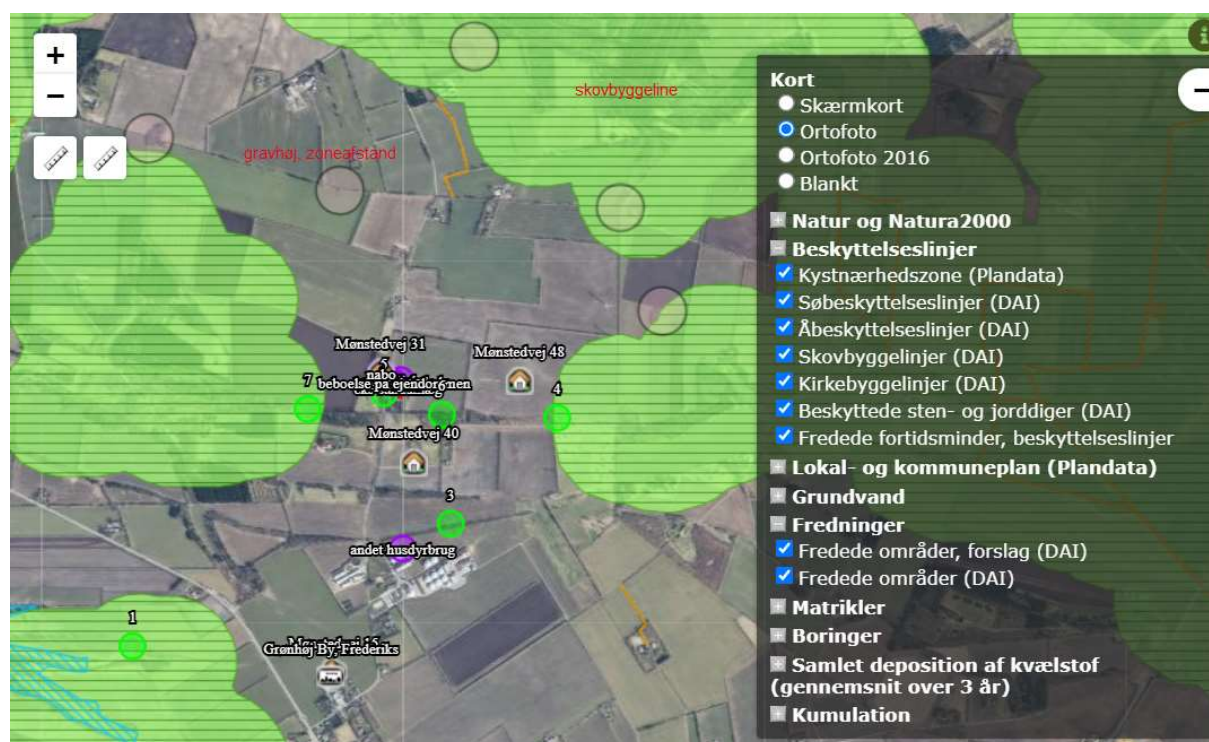 +
−
skovbyggeline
gravhøj, zoneafstand
Mønstedvej 31
5
nabo
beboelse på ejendommen
6
7
Mønstedvej 48
4
Mønstedvej 40
3
andet husdyrbrug
1
Grønhøj By, Frederiks
i
−
Kort
Skærmkort
Ortofoto
Ortofoto 2016
Blankt
Natur og Natura2000
Beskyttelseslinjer
Kystnærhedszone (Plandata)
Søbeskyttelseslinjer (DAI)
Åbeskyttelseslinjer (DAI)
Skovbyggelinjer (DAI)
Kirkebyggelinjer (DAI)
Beskyttede sten- og jorddiger (DAI)
Fredede fortidsminder, beskyttelseslinjer
Lokal- og kommuneplan (Plandata)
Grundvand
Fredninger
Fredede områder, forslag (DAI)
Fredede områder (DAI)
Matrikler
Boringer
Samlet deposition af kvælstof
(gennemsnit over 3 år)
Kumulation